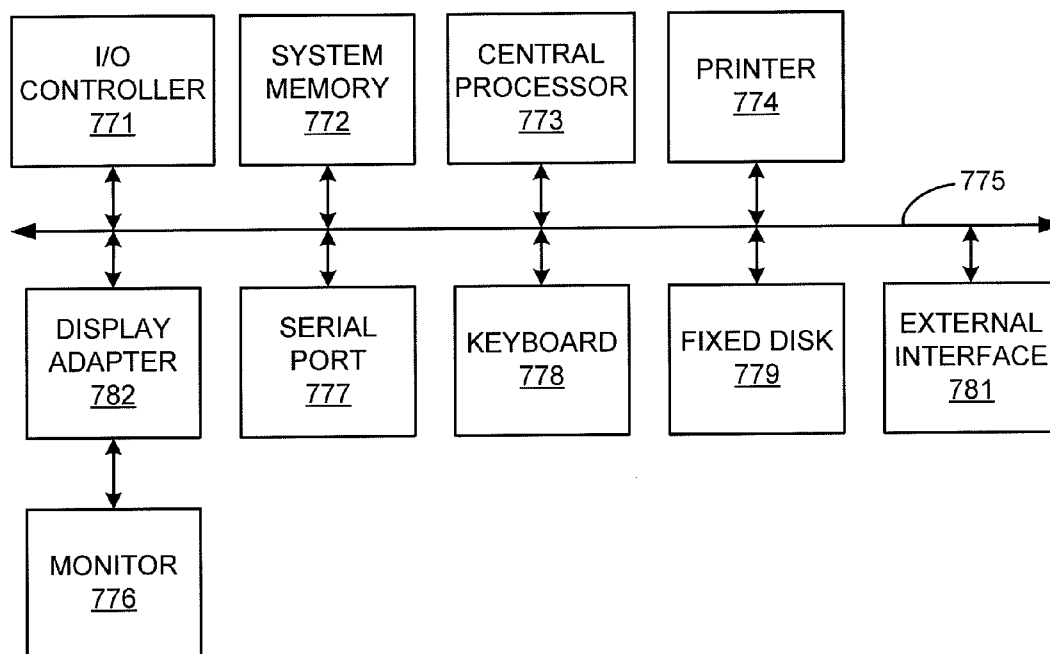 I/O
CONTROLLER
771
SYSTEM
MEMORY
772
CENTRAL
PROCESSOR
773
PRINTER
774
775
DISPLAY
ADAPTER
782
SERIAL
PORT
777
KEYBOARD
778
FIXED DISK
779
EXTERNAL
INTERFACE
781
MONITOR
776